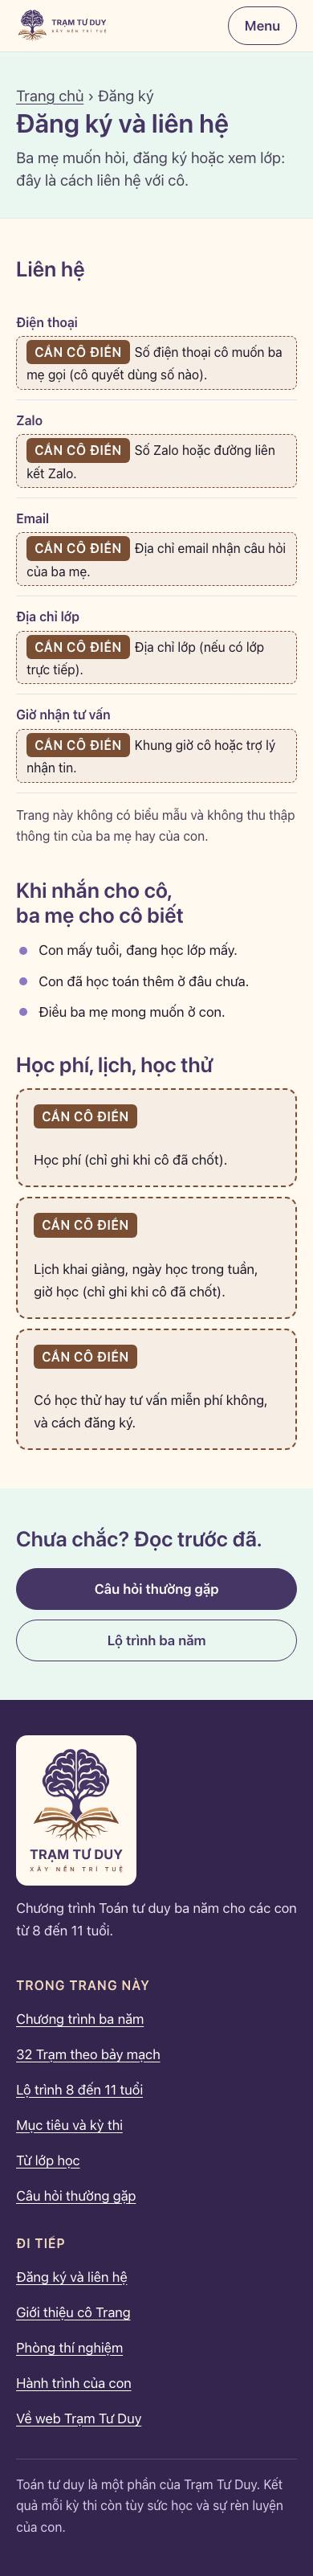 TRẠM TƯ DUY
XÂY NỀN TRÍ TUỆ
Menu
Trang chủ › Đăng ký
Đăng ký và liên hệ
Ba mẹ muốn hỏi, đăng ký hoặc xem lớp:
đây là cách liên hệ với cô.
Liên hệ
Điện thoại
CẦN CÔ ĐIỀN Số điện thoại cô muốn ba
mẹ gọi (cô quyết dùng số nào).
Zalo
CẦN CÔ ĐIỀN Số Zalo hoặc đường liên
kết Zalo.
Email
CẦN CÔ ĐIỀN Địa chỉ email nhận câu hỏi
của ba mẹ.
Địa chỉ lớp
CẦN CÔ ĐIỀN Địa chỉ lớp (nếu có lớp
trực tiếp).
Giờ nhận tư vấn
CẦN CÔ ĐIỀN Khung giờ cô hoặc trợ lý
nhận tin.
Trang này không có biểu mẫu và không thu thập
thông tin của ba mẹ hay của con.
Khi nhắn cho cô,
ba mẹ cho cô biết
Con mấy tuổi, đang học lớp mấy.
Con đã học toán thêm ở đâu chưa.
Điều ba mẹ mong muốn ở con.
Học phí, lịch, học thử
CẦN CÔ ĐIỀN
Học phí (chỉ ghi khi cô đã chốt).
CẦN CÔ ĐIỀN
Lịch khai giảng, ngày học trong tuần,
giờ học (chỉ ghi khi cô đã chốt).
CẦN CÔ ĐIỀN
Có học thử hay tư vấn miễn phí không,
và cách đăng ký.
Chưa chắc? Đọc trước đã.
Câu hỏi thường gặp
Lộ trình ba năm
TRẠM TƯ DUY
XÂY NỀN TRÍ TUỆ
Chương trình Toán tư duy ba năm cho các con
từ 8 đến 11 tuổi.
TRONG TRANG NÀY
Chương trình ba năm
32 Trạm theo bảy mạch
Lộ trình 8 đến 11 tuổi
Mục tiêu và kỳ thi
Từ lớp học
Câu hỏi thường gặp
ĐI TIẾP
Đăng ký và liên hệ
Giới thiệu cô Trang
Phòng thí nghiệm
Hành trình của con
Về web Trạm Tư Duy
Toán tư duy là một phần của Trạm Tư Duy. Kết
quả mỗi kỳ thi còn tùy sức học và sự rèn luyện
của con.